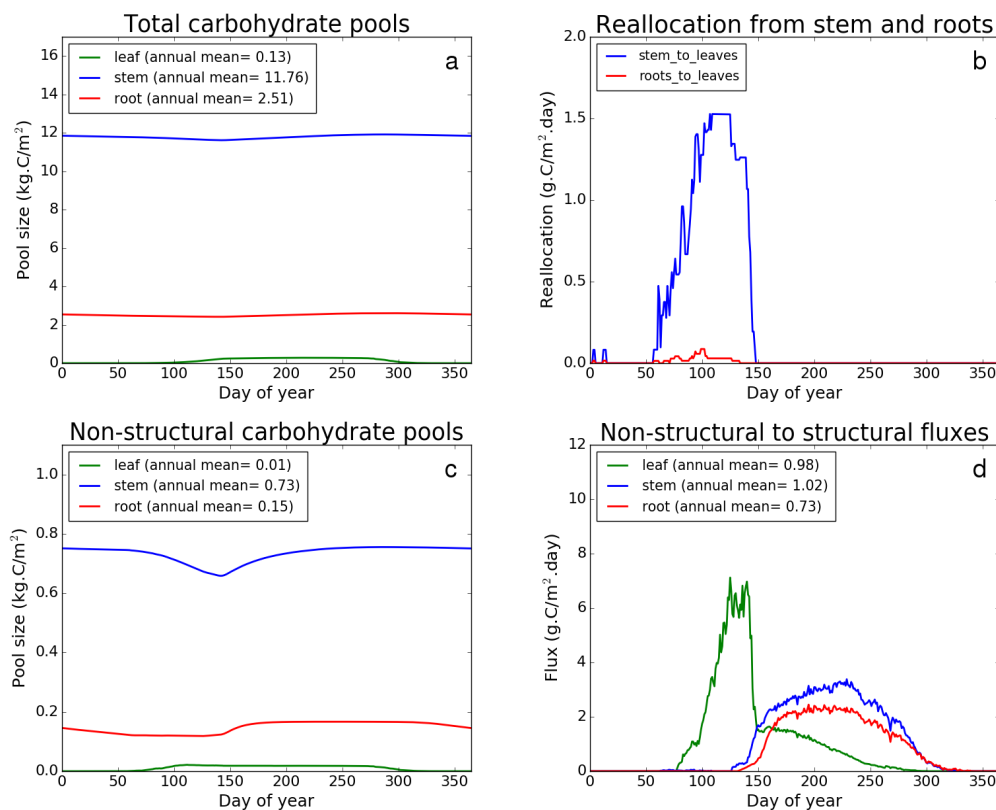 Total carbohydrate pools
a
leaf (annual mean= 0.13)
stem (annual mean= 11.76)
root (annual mean= 2.51)
Pool size (kg.C/m²)
16
14
12
10
8
6
4
2
0
0 50 100 150 200 250 300 350
Day of year
Reallocation from stem and roots
b
stem_to_leaves
roots_to_leaves
Reallocation (g.C/m².day)
2.0
1.5
1.0
0.5
0.0
0 50 100 150 200 250 300 350
Day of year
Non-structural carbohydrate pools
c
leaf (annual mean= 0.01)
stem (annual mean= 0.73)
root (annual mean= 0.15)
Pool size (kg.C/m²)
1.0
0.8
0.6
0.4
0.2
0.0
0 50 100 150 200 250 300 350
Day of year
Non-structural to structural fluxes
d
leaf (annual mean= 0.98)
stem (annual mean= 1.02)
root (annual mean= 0.73)
Flux (g.C/m².day)
12
10
8
6
4
2
0
0 50 100 150 200 250 300 350
Day of year